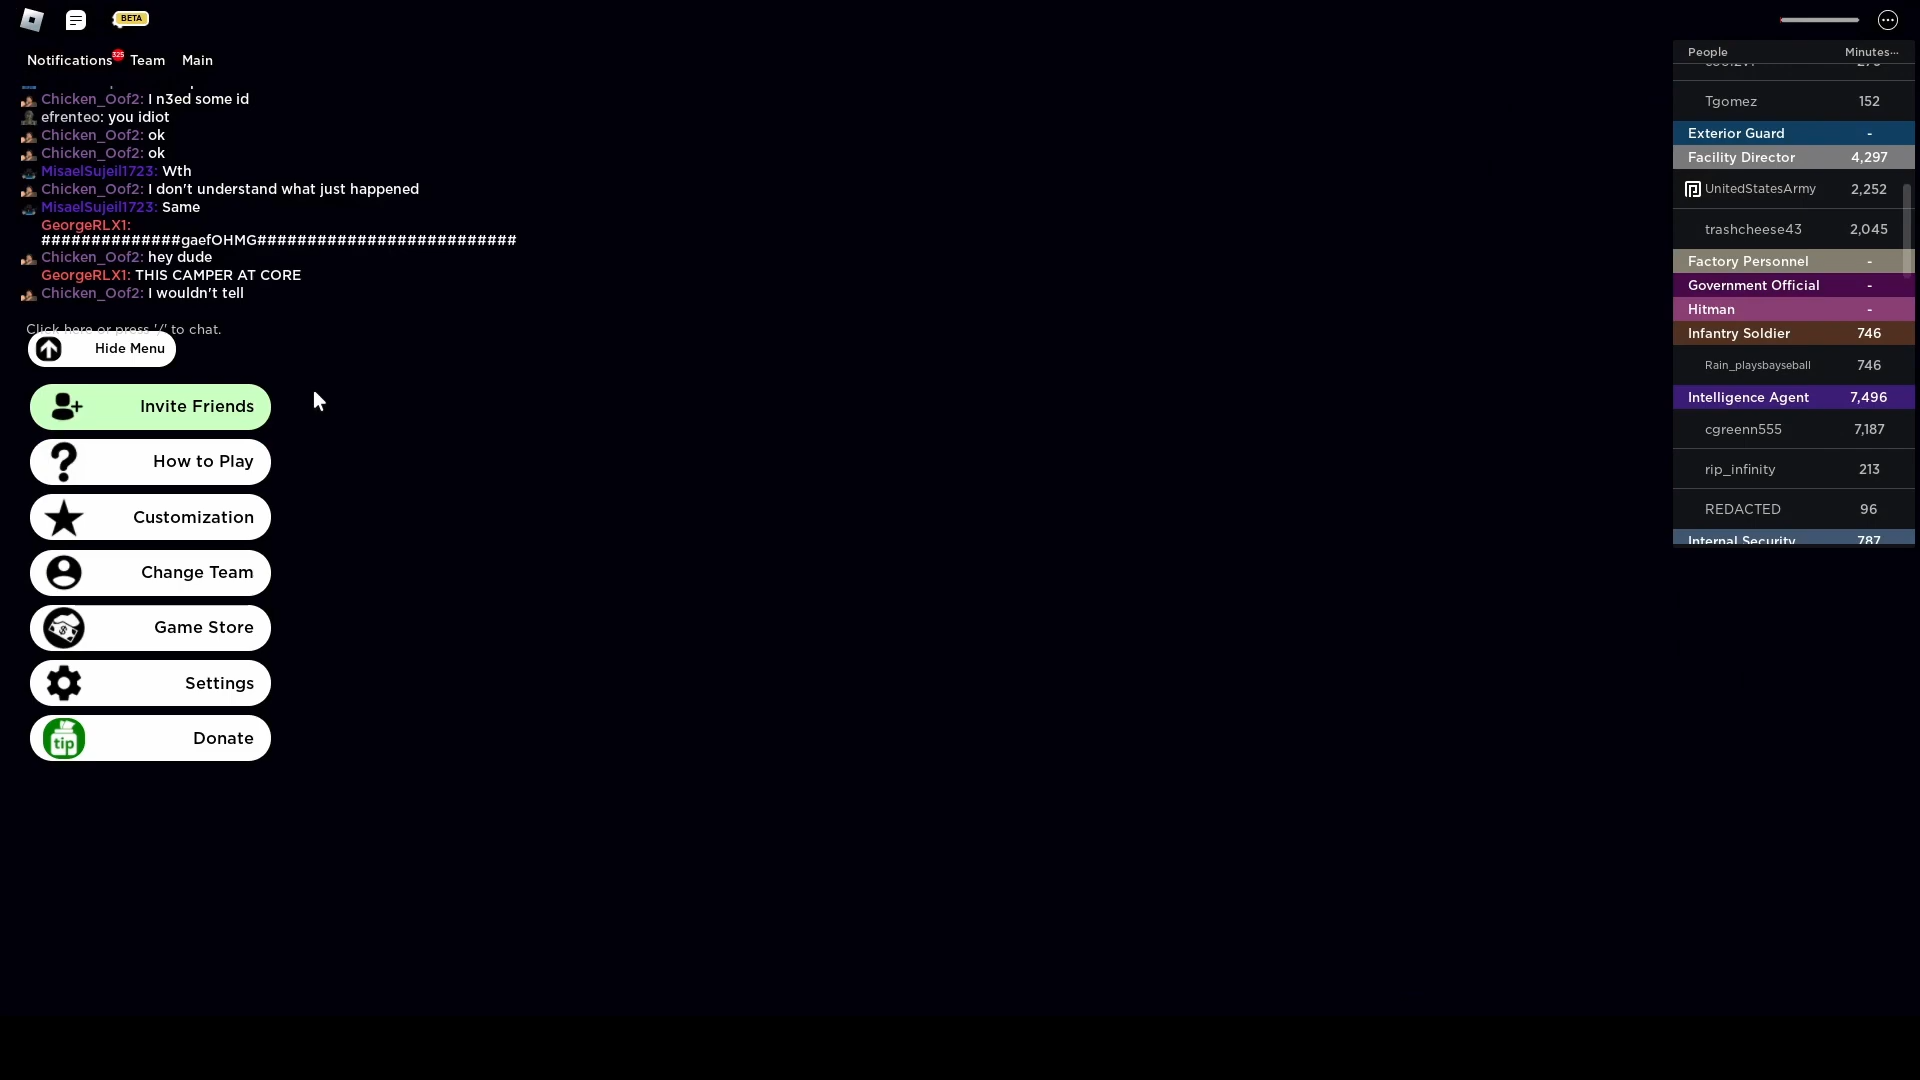 BETA
Notifications 325 Team Main
Chicken_Oof2: I n3ed some id
efrenteo: you idiot
Chicken_Oof2: ok
Chicken_Oof2: ok
MisaelSujeil1723: Wth
Chicken_Oof2: I don't understand what just happened
MisaelSujeil1723: Same
GeorgeRLX1:
##############gaefOHMG##########################
Chicken_Oof2: hey dude
GeorgeRLX1: THIS CAMPER AT CORE
Chicken_Oof2: I wouldn't tell
Click here or press '/' to chat.
Hide Menu
Invite Friends
How to Play
Customization
Change Team
Game Store
Settings
tip Donate
People Minutes...
Tgomez 152
Exterior Guard -
Facility Director 4,297
UnitedStatesArmy 2,252
trashcheese43 2,045
Factory Personnel -
Government Official -
Hitman -
Infantry Soldier 746
Rain_playsbayseball 746
Intelligence Agent 7,496
cgreenn555 7,187
rip_infinity 213
REDACTED 96
Internal Security 787